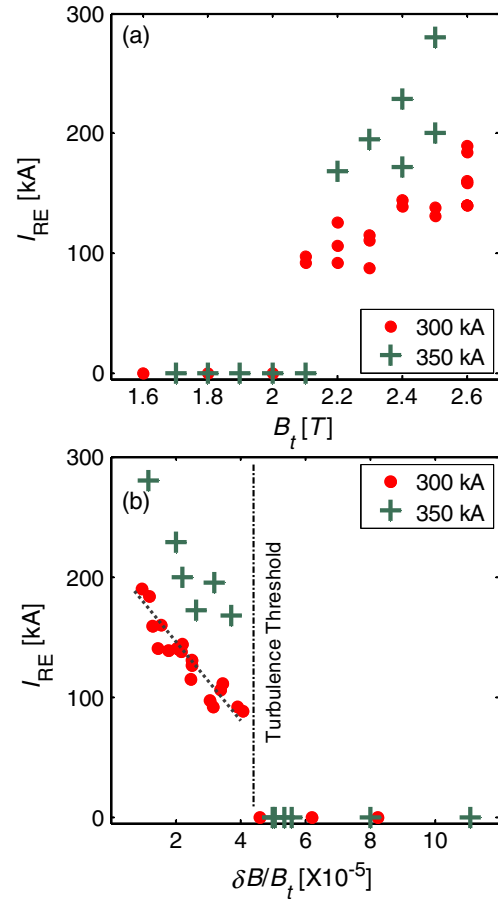 (a)
300
200
100
0
I_RE [kA]
1.6 1.8 2 2.2 2.4 2.6
B_t [T]
300 kA
350 kA
(b)
300
200
100
0
I_RE [kA]
Turbulence Threshold
2 4 6 8 10
δB/B_t [X10⁻⁵]
300 kA
350 kA